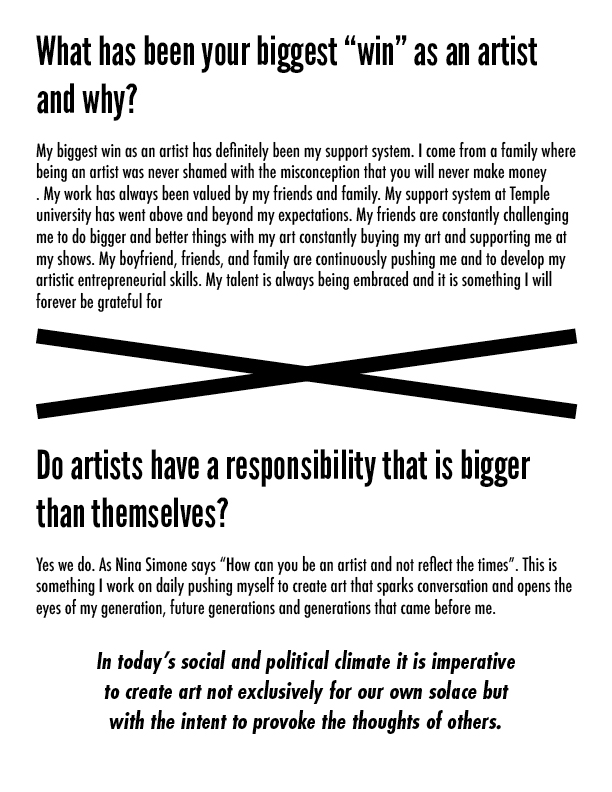 What has been your biggest “win” as an artist
and why?
My biggest win as an artist has definitely been my support system. I come from a family where
being an artist was never shamed with the misconception that you will never make money
. My work has always been valued by my friends and family. My support system at Temple
university has went above and beyond my expectations. My friends are constantly challenging
me to do bigger and better things with my art constantly buying my art and supporting me at
my shows. My boyfriend, friends, and family are continuously pushing me and to develop my
artistic entrepreneurial skills. My talent is always being embraced and it is something I will
forever be grateful for
Do artists have a responsibility that is bigger
than themselves?
Yes we do. As Nina Simone says “How can you be an artist and not reflect the times”. This is
something I work on daily pushing myself to create art that sparks conversation and opens the
eyes of my generation, future generations and generations that came before me.
In today’s social and political climate it is imperative
to create art not exclusively for our own solace but
with the intent to provoke the thoughts of others.